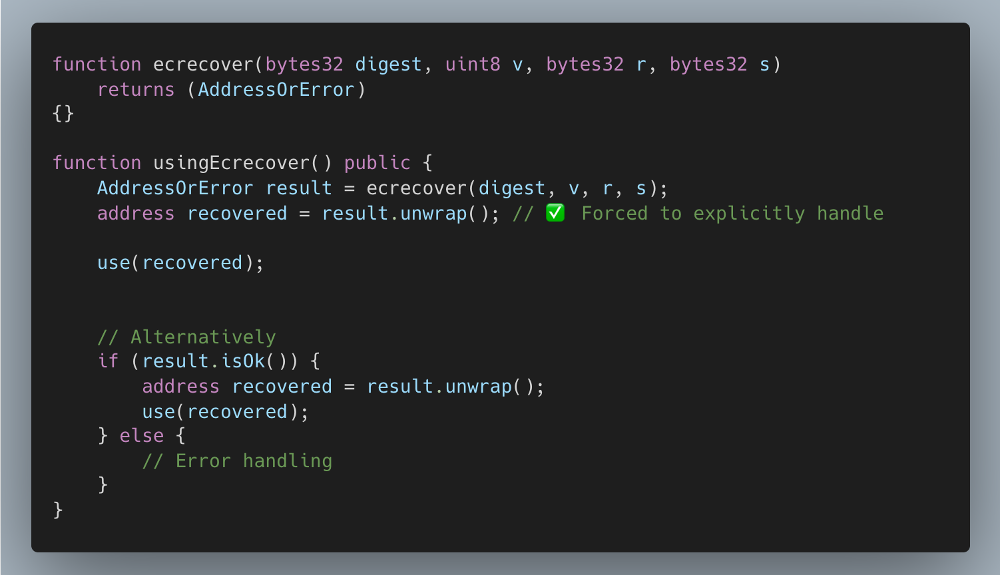 function ecrecover(bytes32 digest, uint8 v, bytes32 r, bytes32 s)
    returns (AddressOrError)
{}

function usingEcrecover() public {
    AddressOrError result = ecrecover(digest, v, r, s);
    address recovered = result.unwrap(); // ✅ Forced to explicitly handle

    use(recovered);


    // Alternatively
    if (result.isOk()) {
        address recovered = result.unwrap();
        use(recovered);
    } else {
        // Error handling
    }
}